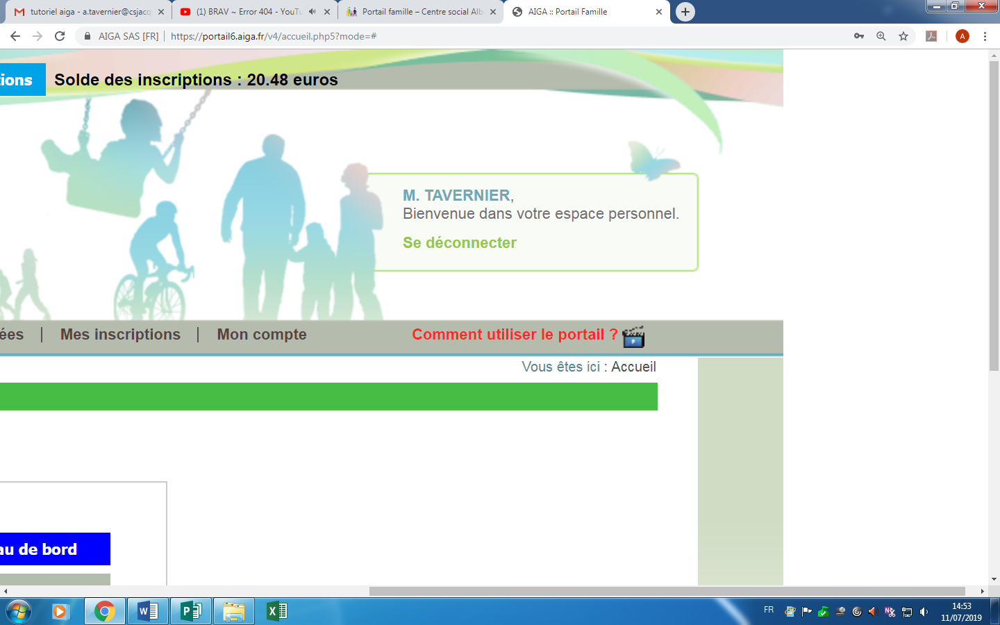 tutoriel aiga - a.tavernier@csjacq
(1) BRAV ~ Error 404 - YouTu
Portail famille – Centre social Alb
AIGA :: Portail Famille
AIGA SAS [FR]
https://portail6.aiga.fr/v4/accueil.php5?mode=#
A
tions
Solde des inscriptions : 20.48 euros
M. TAVERNIER,
Bienvenue dans votre espace personnel.
Se déconnecter
ées | Mes inscriptions | Mon compte
Comment utiliser le portail ?
Vous êtes ici : Accueil
au de bord
FR
14:53
11/07/2019